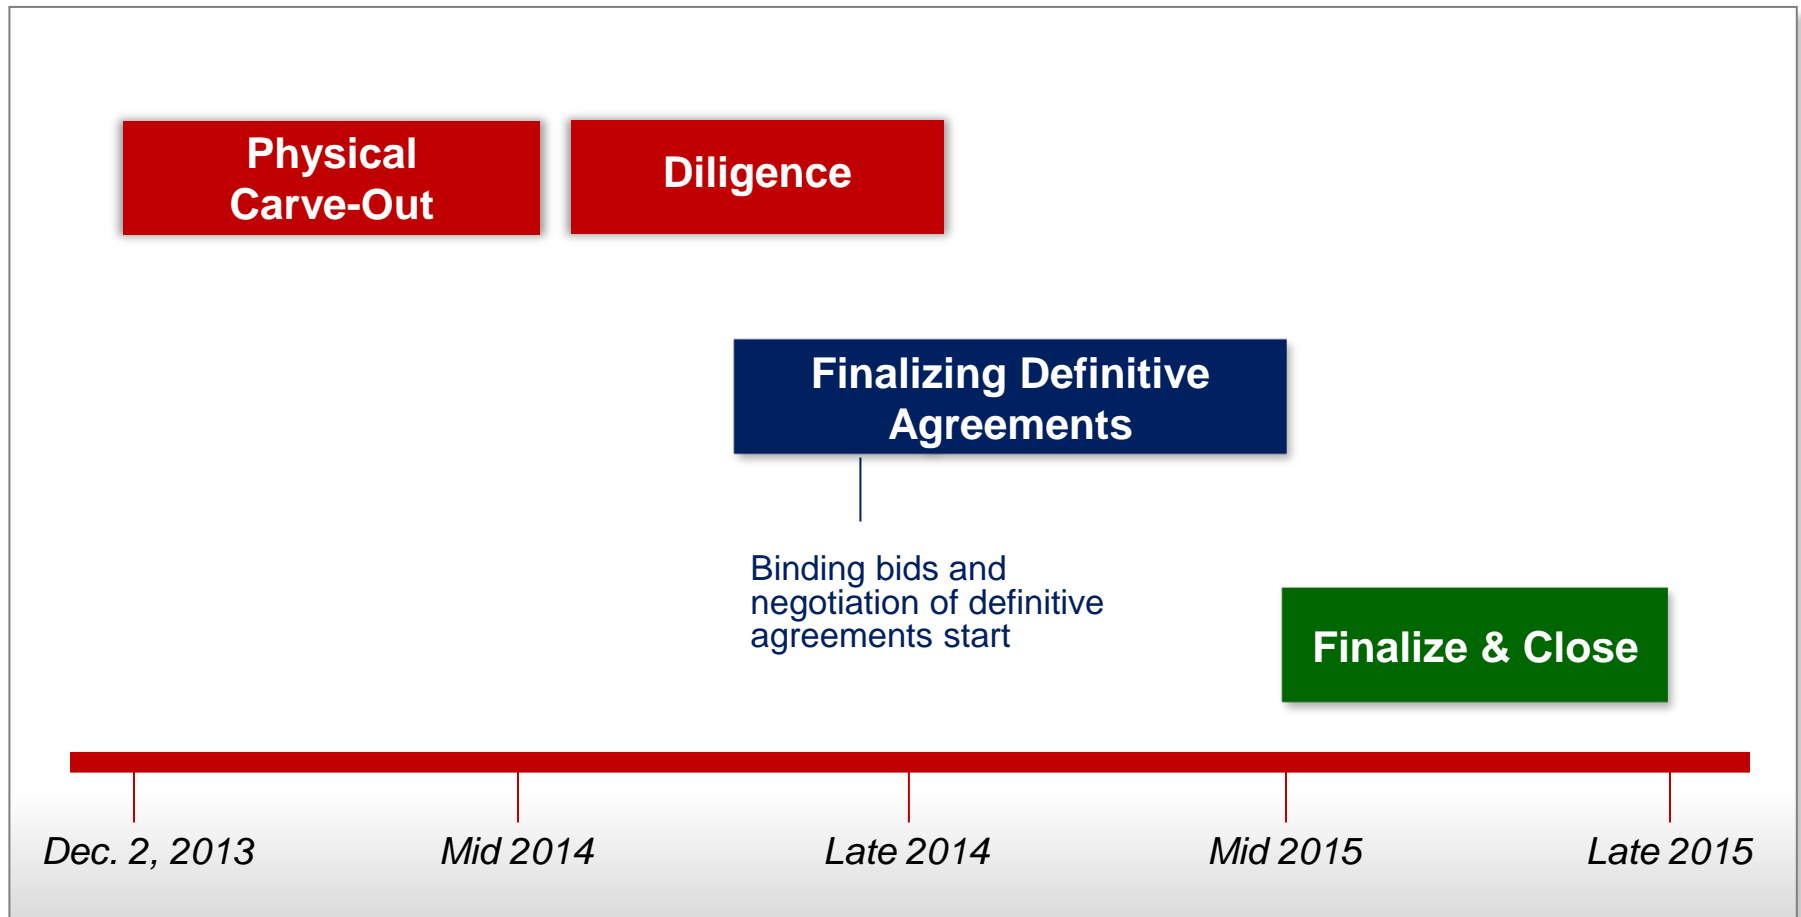 Physical
Carve-Out
Diligence
Finalizing Definitive
Agreements
Binding bids and
negotiation of definitive
agreements start
Finalize & Close
Dec. 2, 2013
Mid 2014
Late 2014
Mid 2015
Late 2015